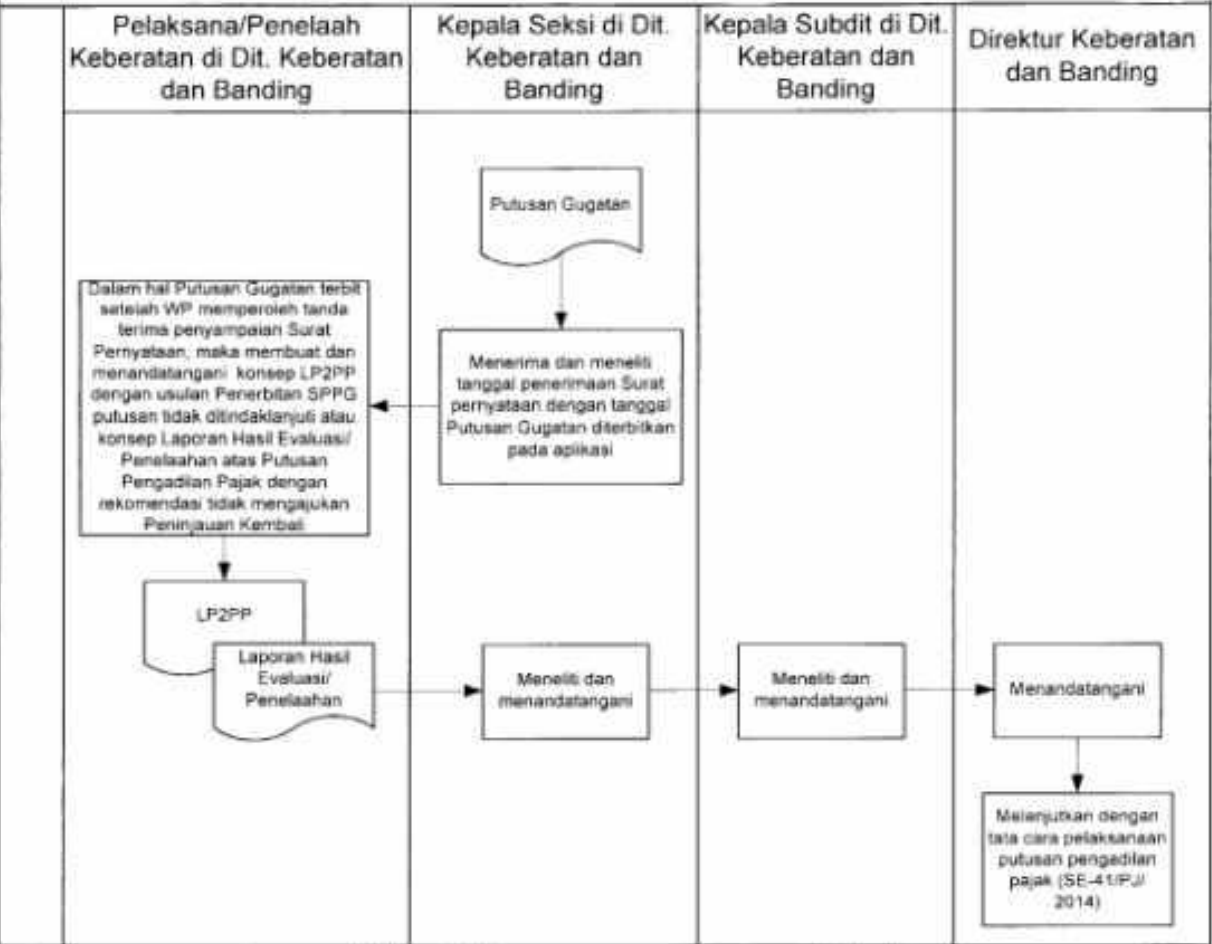 Pelaksana/Penelaah
Keberatan di Dit. Keberatan
dan Banding
Kepala Seksi di Dit.
Keberatan dan
Banding
Kepala Subdit di Dit.
Keberatan dan
Banding
Direktur Keberatan
dan Banding
Putusan Gugatan
Menerima dan meneliti
tanggal penerimaan Surat
pernyataan dengan tanggal
Putusan Gugatan diterbitkan
pada aplikasi
Dalam hal Putusan Gugatan terbit
setelah WP memperoleh tanda
terima penyampaian Surat
Pernyataan, maka membuat dan
menandatangani konsep LP2PP
dengan usulan Penerbitan SPPG
putusan tidak ditindaklanjuti atau
konsep Laporan Hasil Evaluasi/
Penelaahan atas Putusan
Pengadilan Pajak dengan
rekomendasi tidak mengajukan
Peninjauan Kembali
LP2PP
Laporan Hasil
Evaluasi/
Penelaahan
Meneliti dan
menandatangani
Meneliti dan
menandatangani
Menandatangani
Melanjutkan dengan
tata cara pelaksanaan
putusan pengadilan
pajak (SE-41/PJ/
2014)